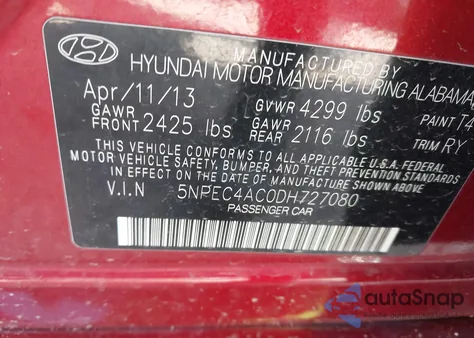 MANUFACTURED BY
HYUNDAI MOTOR MANUFACTURING ALABAMA
Apr/11/13 GVWR 4299 lbs PAINT T4
GAWR FRONT 2425 lbs GAWR REAR 2116 lbs TRIM RY
THIS VEHICLE CONFORMS TO ALL APPLICABLE U.S.A. FEDERAL
MOTOR VEHICLE SAFETY, BUMPER, AND THEFT PREVENTION STANDARDS
IN EFFECT ON THE DATE OF MANUFACTURE SHOWN ABOVE.
V.I.N 5NPEC4AC0DH727080
PASSENGER CAR
autoSnap